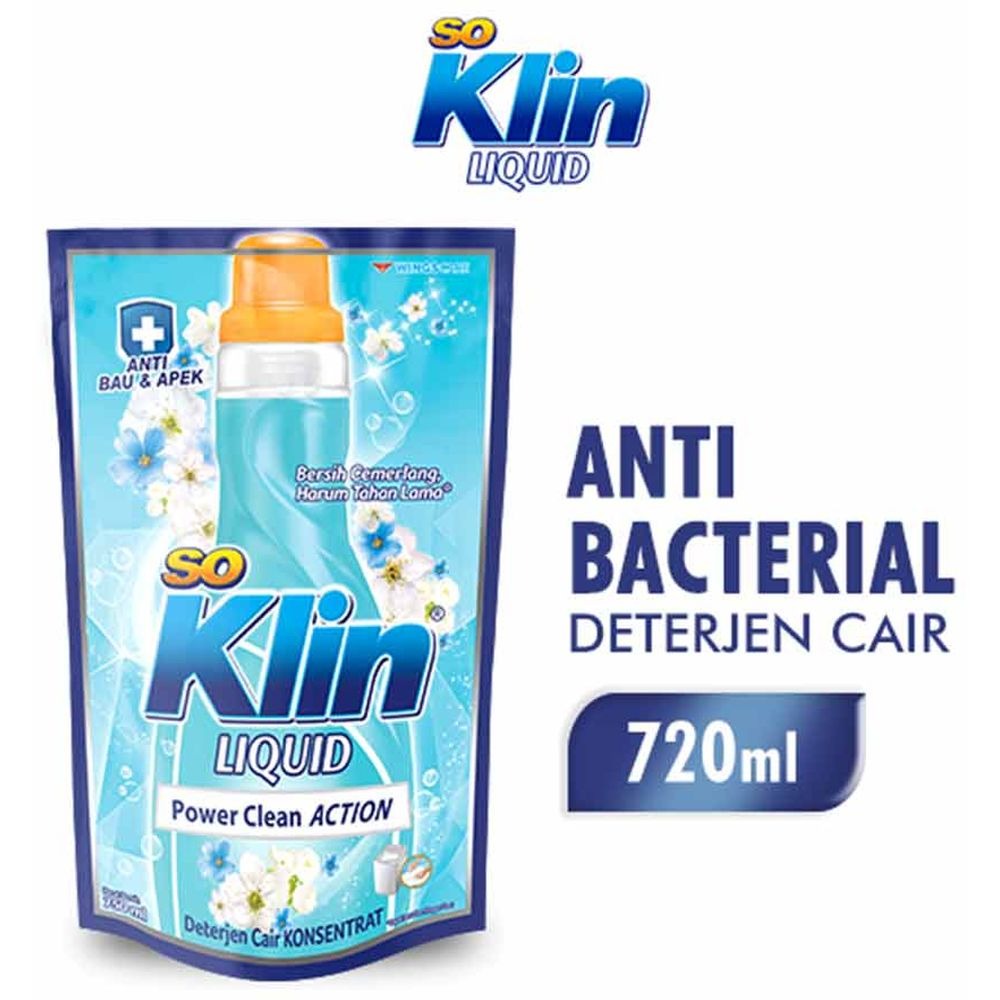 SO
Klin
LIQUID
WINGS
ANTI
BAU & APEK
Bersih Cemerlang,
Harum Tahan Lama
SO
Klin®
LIQUID
Power Clean ACTION
Deterjen Cair KONSENTRAT
ANTI
BACTERIAL
DETERJEN CAIR
720ml